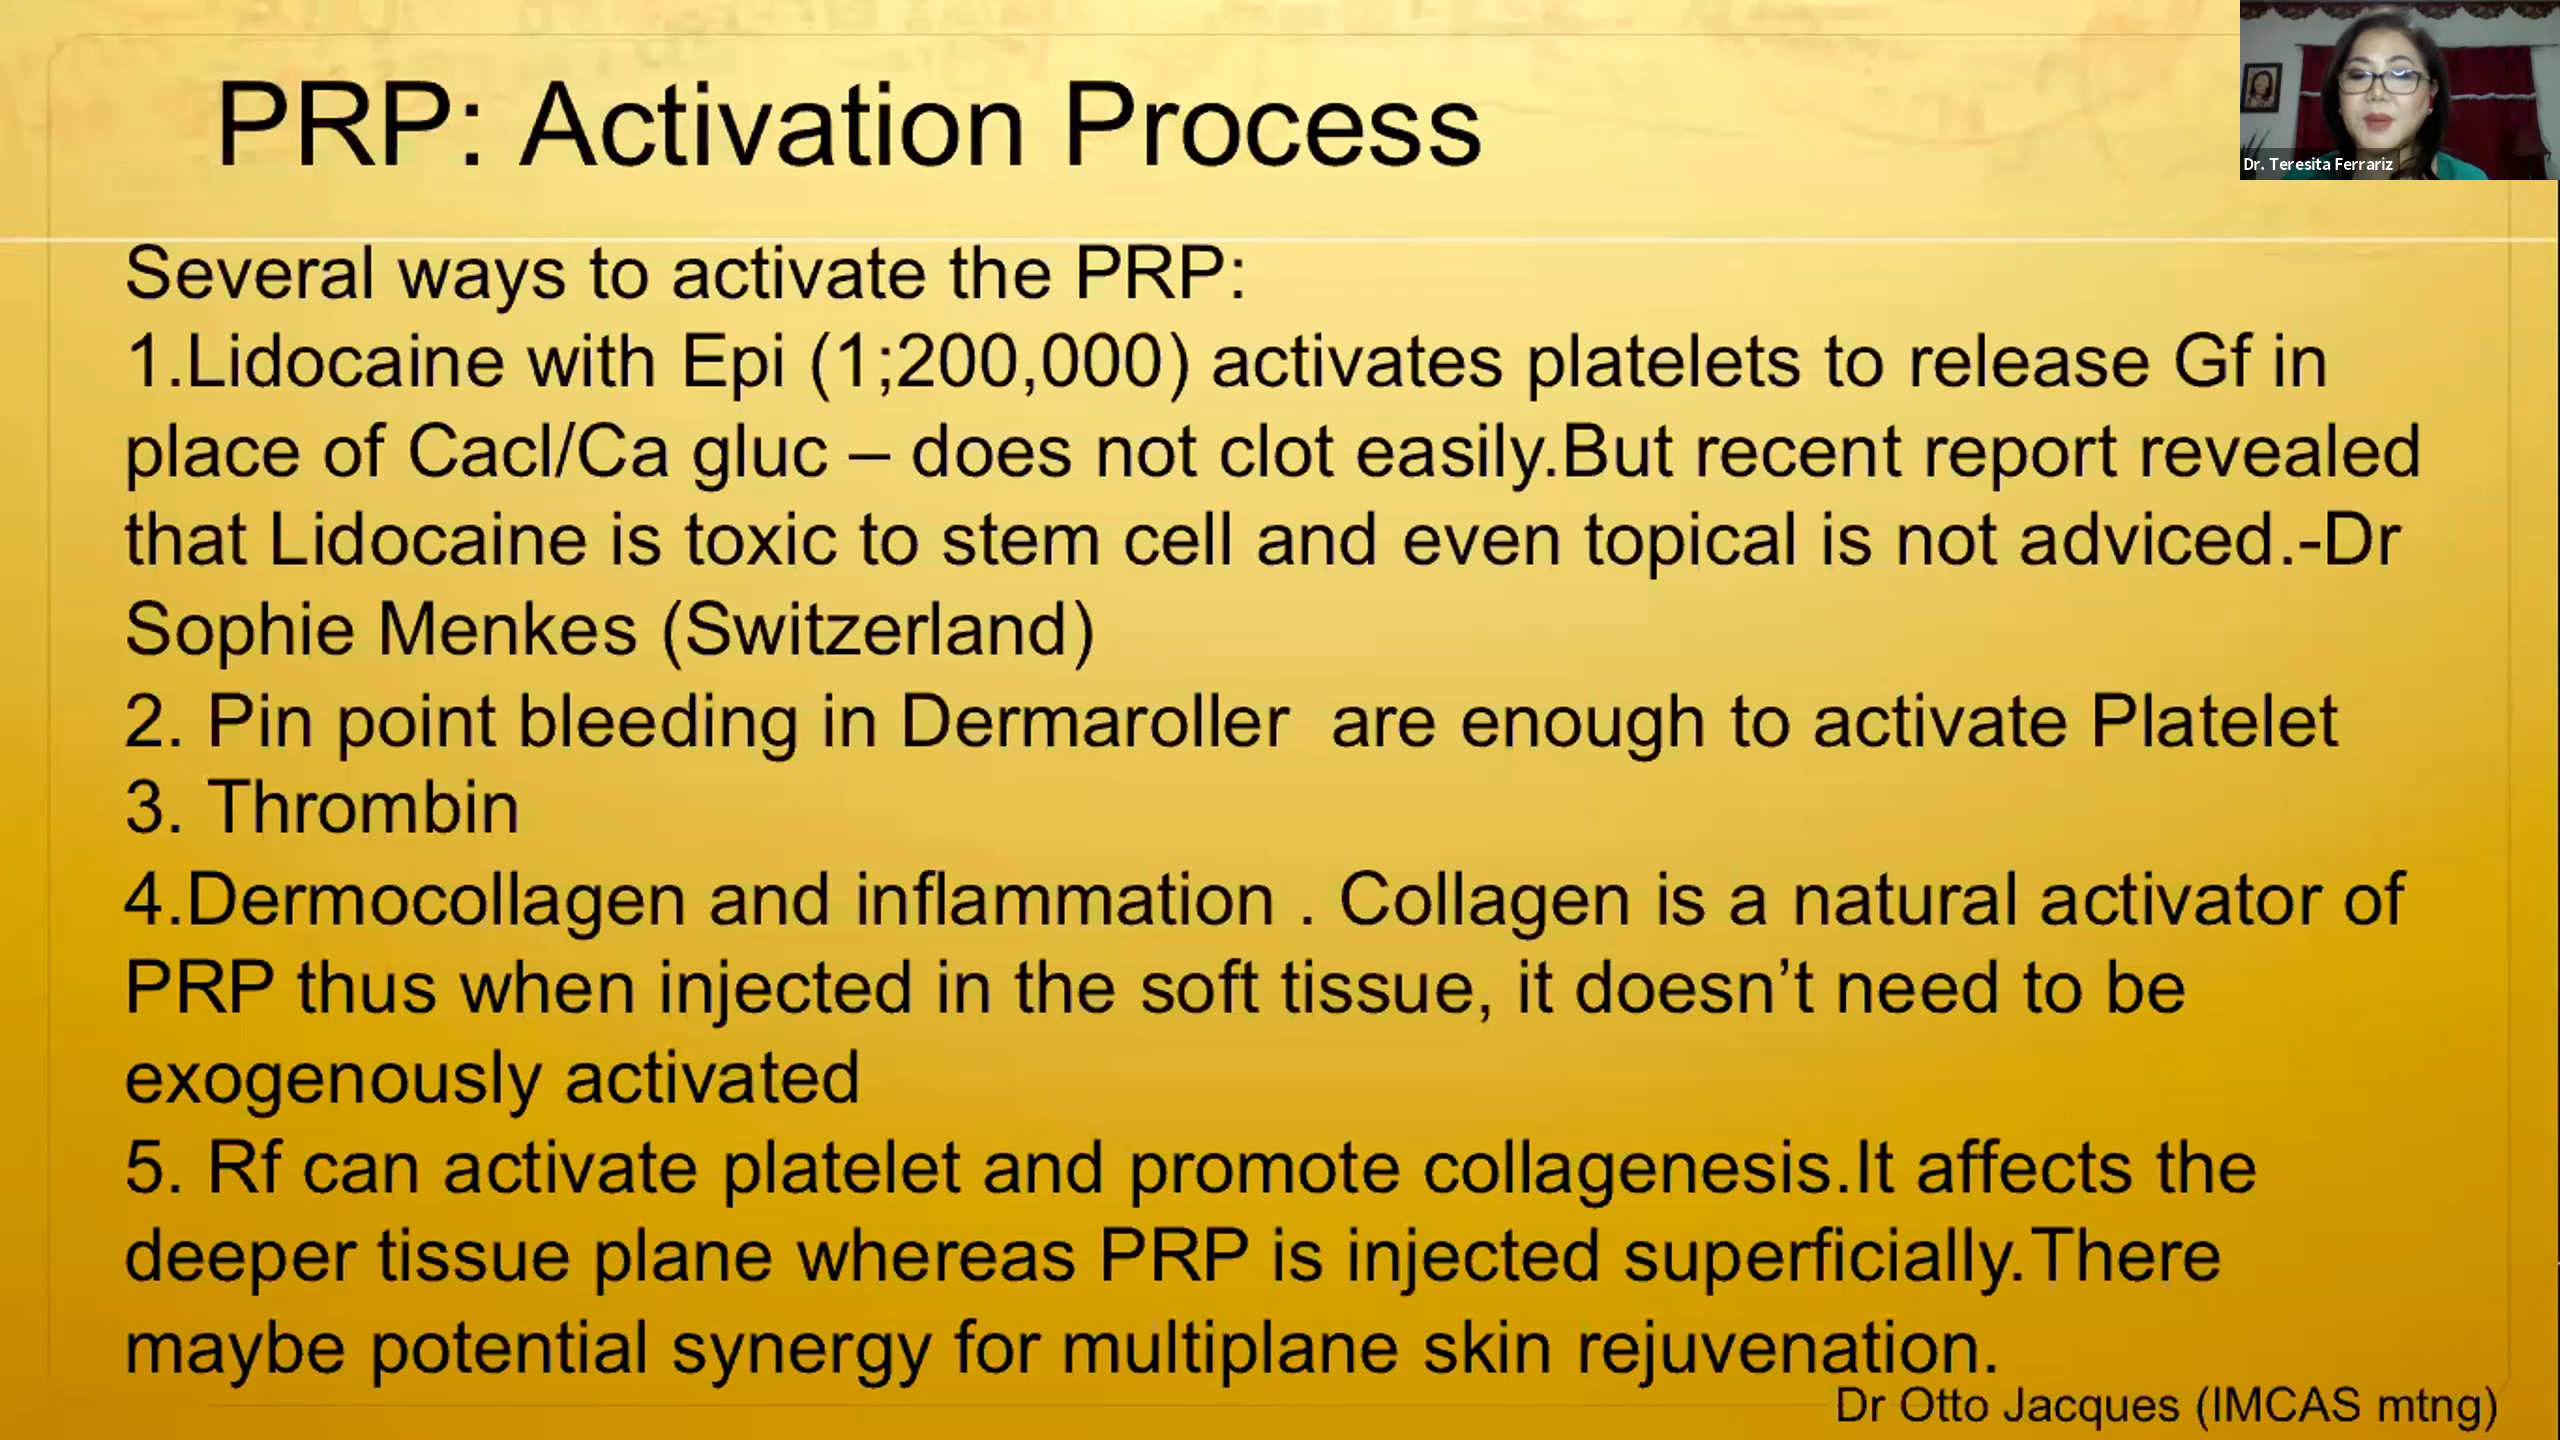 PRP: Activation Process
Dr. Teresita Ferrariz
Several ways to activate the PRP:
1.Lidocaine with Epi (1;200,000) activates platelets to release Gf in
place of Cacl/Ca gluc – does not clot easily.But recent report revealed
that Lidocaine is toxic to stem cell and even topical is not adviced.-Dr
Sophie Menkes (Switzerland)
2. Pin point bleeding in Dermaroller  are enough to activate Platelet
3. Thrombin
4.Dermocollagen and inflammation . Collagen is a natural activator of
PRP thus when injected in the soft tissue, it doesn’t need to be
exogenously activated
5. Rf can activate platelet and promote collagenesis.It affects the
deeper tissue plane whereas PRP is injected superficially.There
maybe potential synergy for multiplane skin rejuvenation.
Dr Otto Jacques (IMCAS mtng)